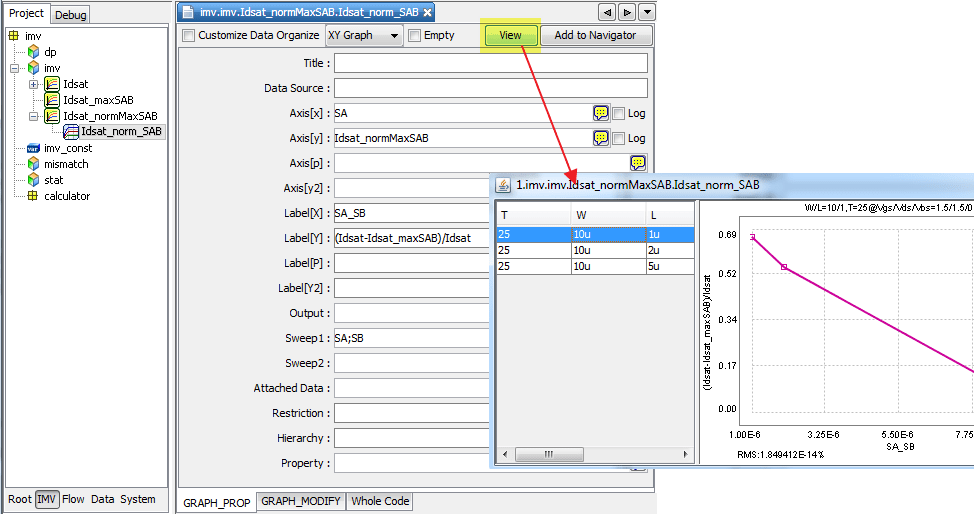 Project Debug
imv
dp
imv
Idsat
Idsat_maxSAB
Idsat_normMaxSAB
Idsat_norm_SAB
var imv_const
mismatch
stat
calculator
Root IMV Flow Data System
imv.imv.Idsat_normMaxSAB.Idsat_norm_SAB
Customize Data Organize XY Graph Empty View Add to Navigator
Title :
Data Source :
Axis[x] : SA Log
Axis[y] : Idsat_normMaxSAB Log
Axis[p] :
Axis[y2] :
Label[X] : SA_SB
Label[Y] : (Idsat-Idsat_maxSAB)/Idsat
Label[P] :
Label[Y2] :
Output :
Sweep1 : SA;SB
Sweep2 :
Attached Data :
Restriction :
Hierarchy :
Property :
GRAPH_PROP GRAPH_MODIFY Whole Code
1.imv.imv.Idsat_normMaxSAB.Idsat_norm_SAB
T W L
25 10u 1u
25 10u 2u
25 10u 5u
W/L=10/1,T=25@Vgs/Vds/Vbs=1.5/1.5/0
(Idsat-Idsat_maxSAB)/Idsat
0.69
0.52
0.34
0.17
0.00
1.00E-6 3.25E-6 5.50E-6 7.75
SA_SB
RMS:1.849412E-14%